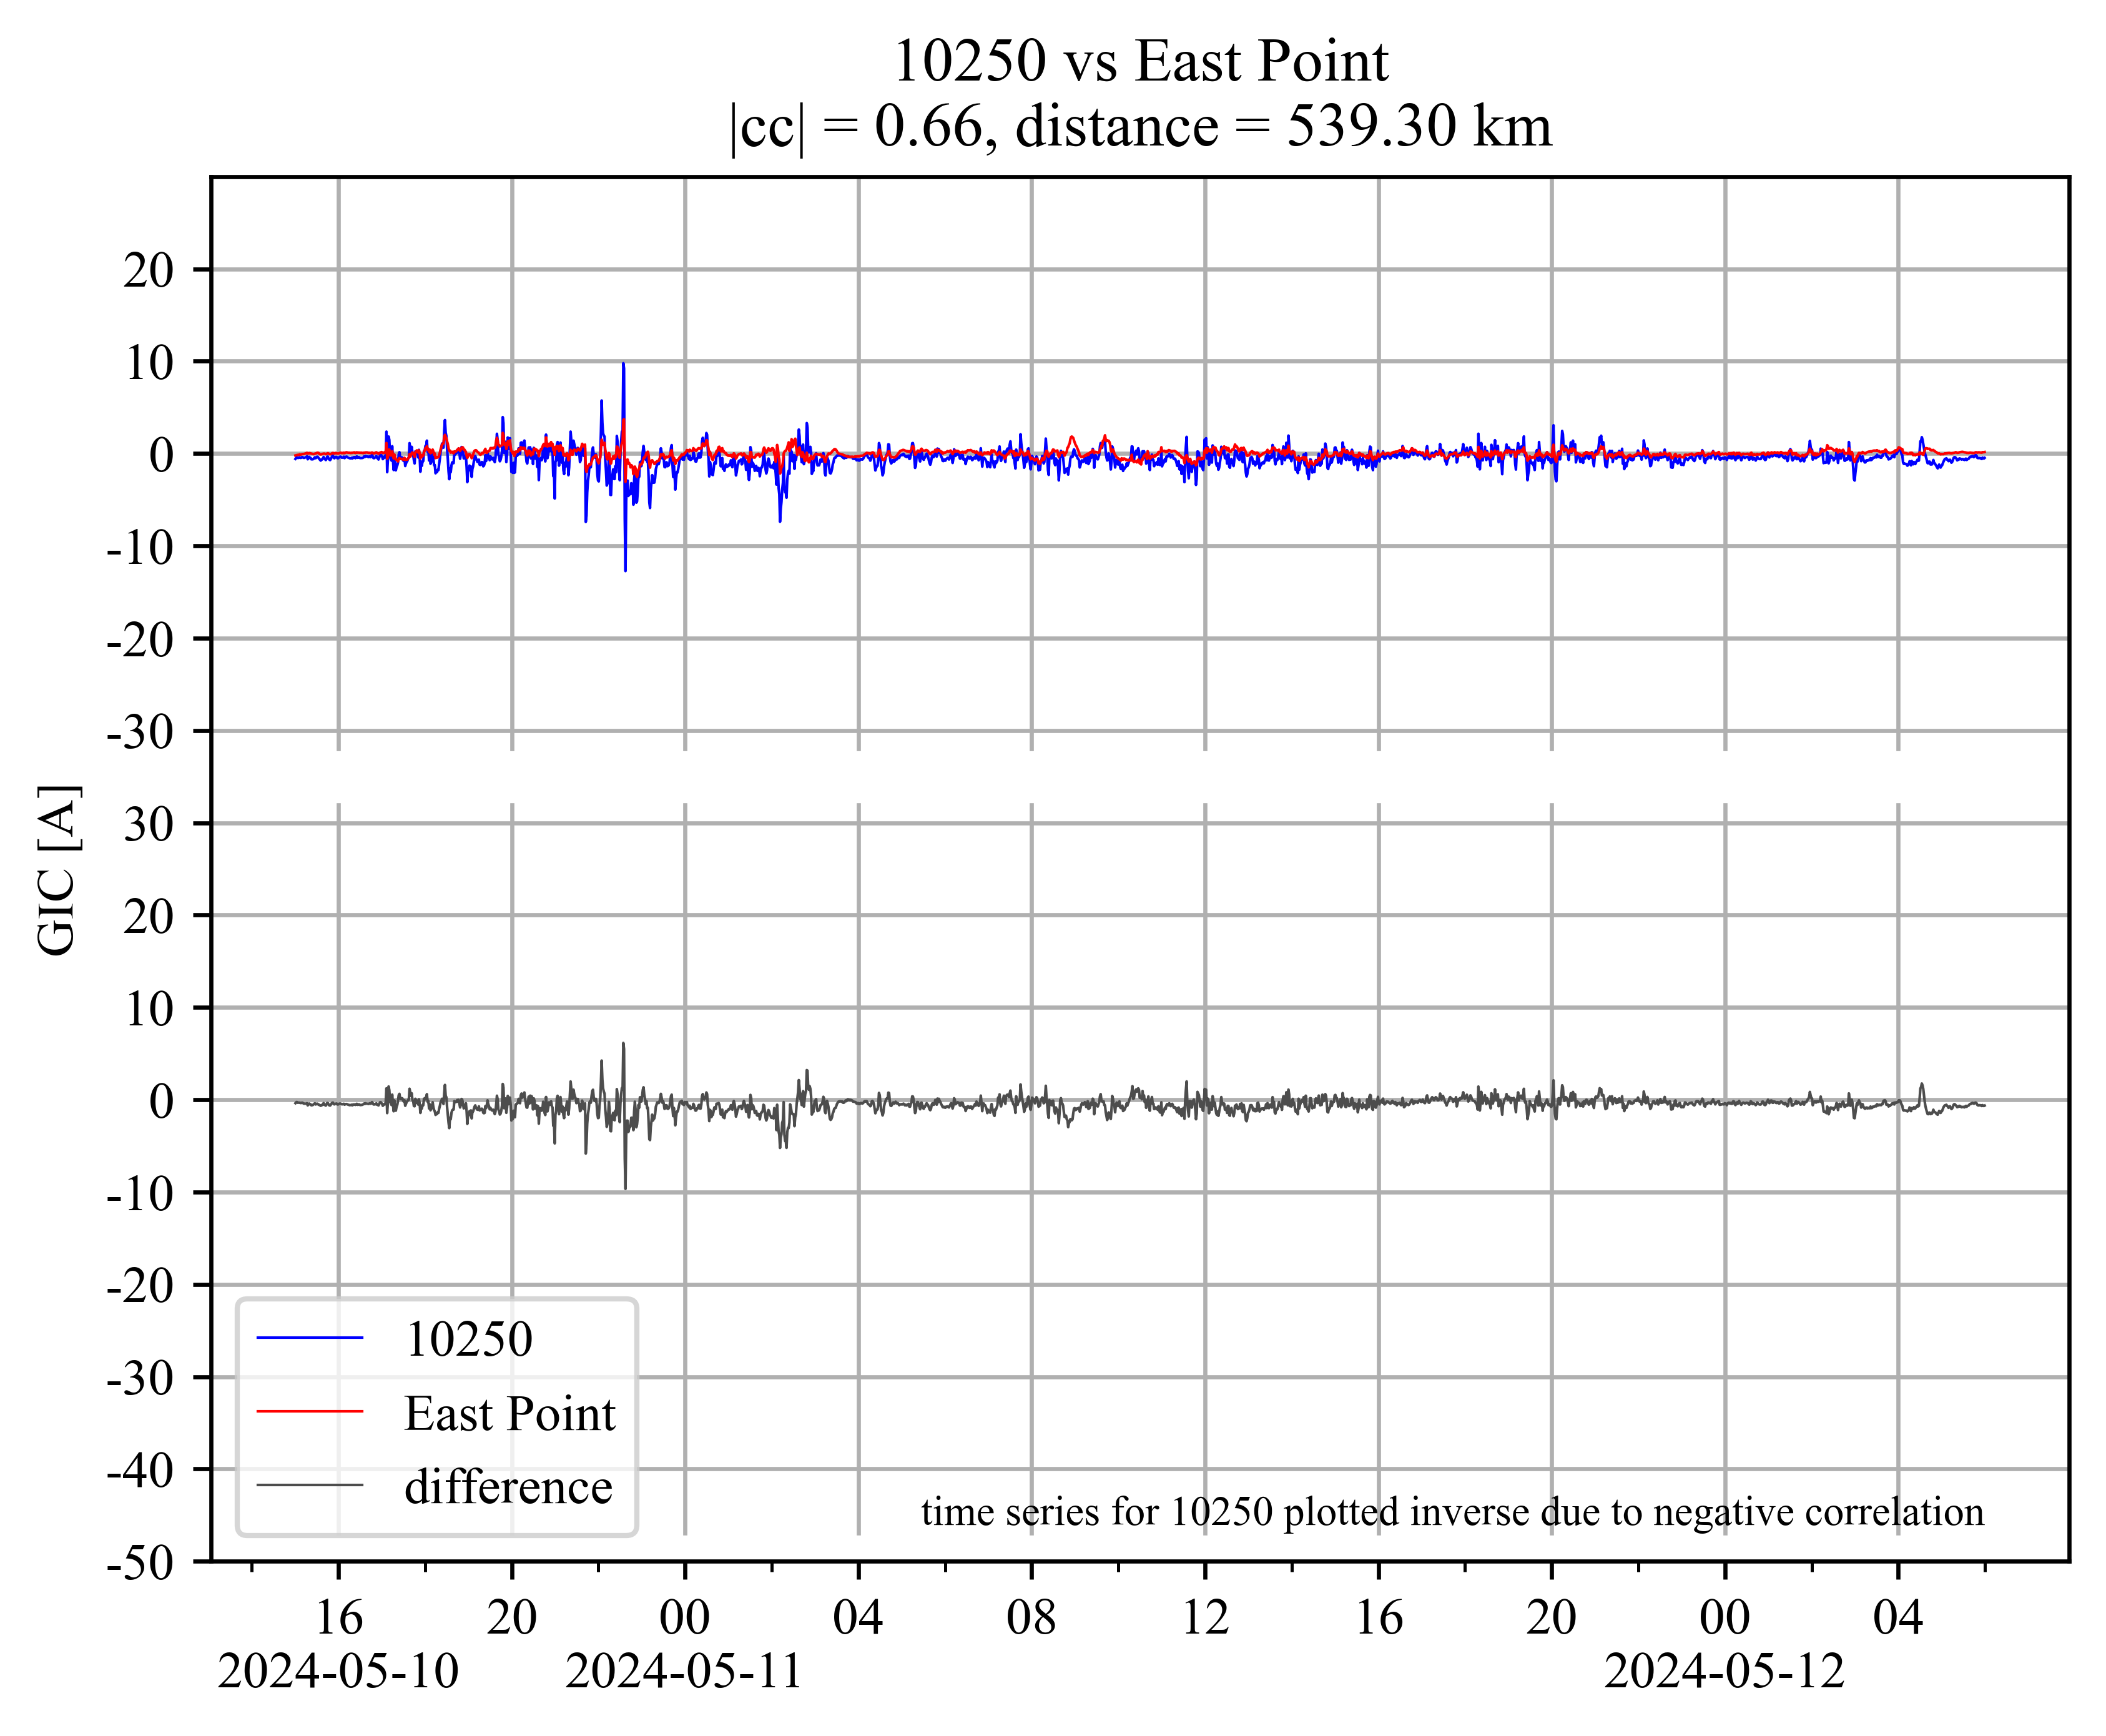 10250 vs East Point
|cc| = 0.66, distance = 539.30 km
20
10
0
-10
-20
-30
30
20
10
0
-10
-20
-30
-40
-50
GIC [A]
10250
East Point
difference
time series for 10250 plotted inverse due to negative correlation
16 20 00 04 08 12 16 20 00 04
2024-05-10 2024-05-11 2024-05-12